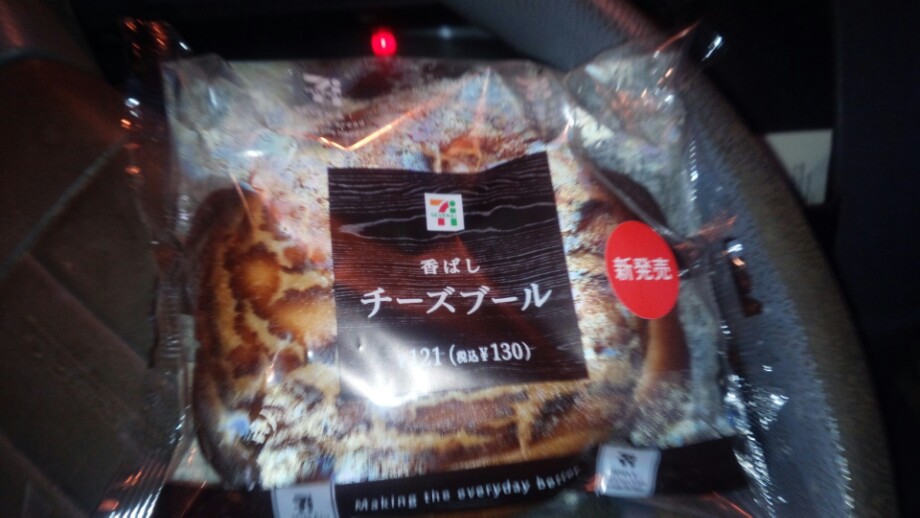 香ばし
チーズブール
新発売
121 (税込¥130)
Making the everyday better